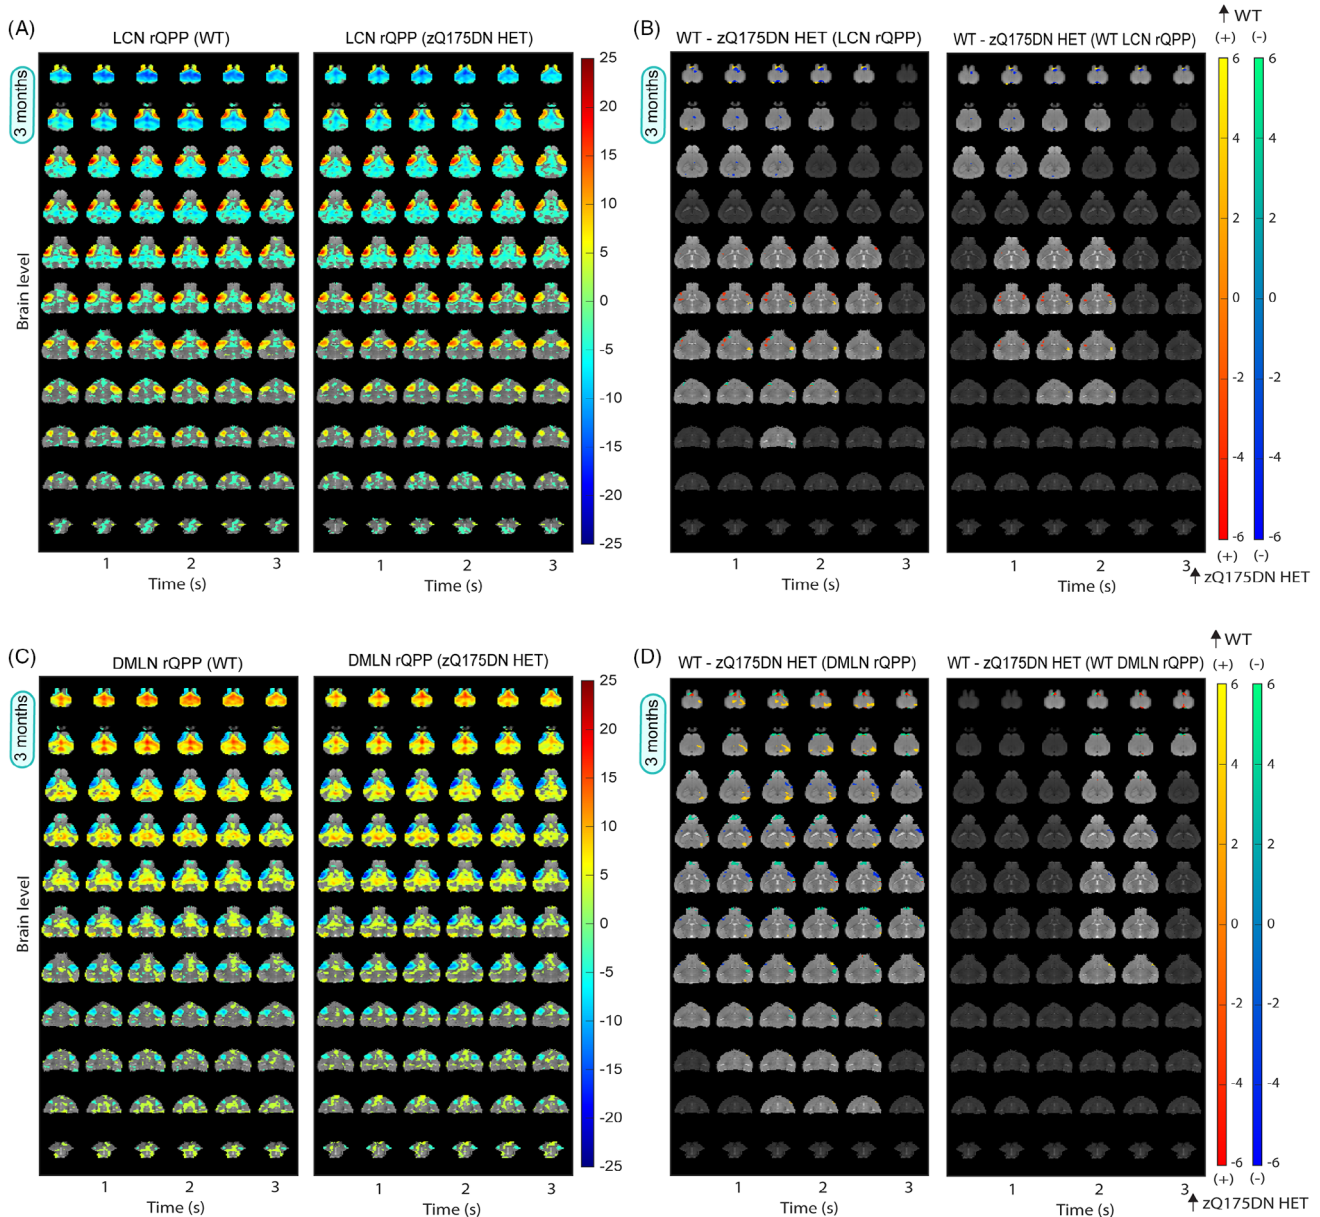 (A)
LCN rQPP (WT)
LCN rQPP (zQ175DN HET)
3 months
Brain level
25
20
15
10
5
0
-5
-10
-15
-20
-25
1 2 3
Time (s)
1 2 3
Time (s)
(B)
WT - zQ175DN HET (LCN rQPP)
WT - zQ175DN HET (WT LCN rQPP)
3 months
↑ WT
(+) (-)
6 6
4 4
2 2
0 0
-2 -2
-4 -4
-6 -6
(+) (-)
↑ zQ175DN HET
1 2 3
Time (s)
1 2 3
Time (s)
(C)
DMLN rQPP (WT)
DMLN rQPP (zQ175DN HET)
3 months
Brain level
25
20
15
10
5
0
-5
-10
-15
-20
-25
1 2 3
Time (s)
1 2 3
Time (s)
(D)
WT - zQ175DN HET (DMLN rQPP)
WT - zQ175DN HET (WT DMLN rQPP)
3 months
↑ WT
(+) (-)
6 6
4 4
2 2
0 0
-2 -2
-4 -4
-6 -6
(+) (-)
↑ zQ175DN HET
1 2 3
Time (s)
1 2 3
Time (s)